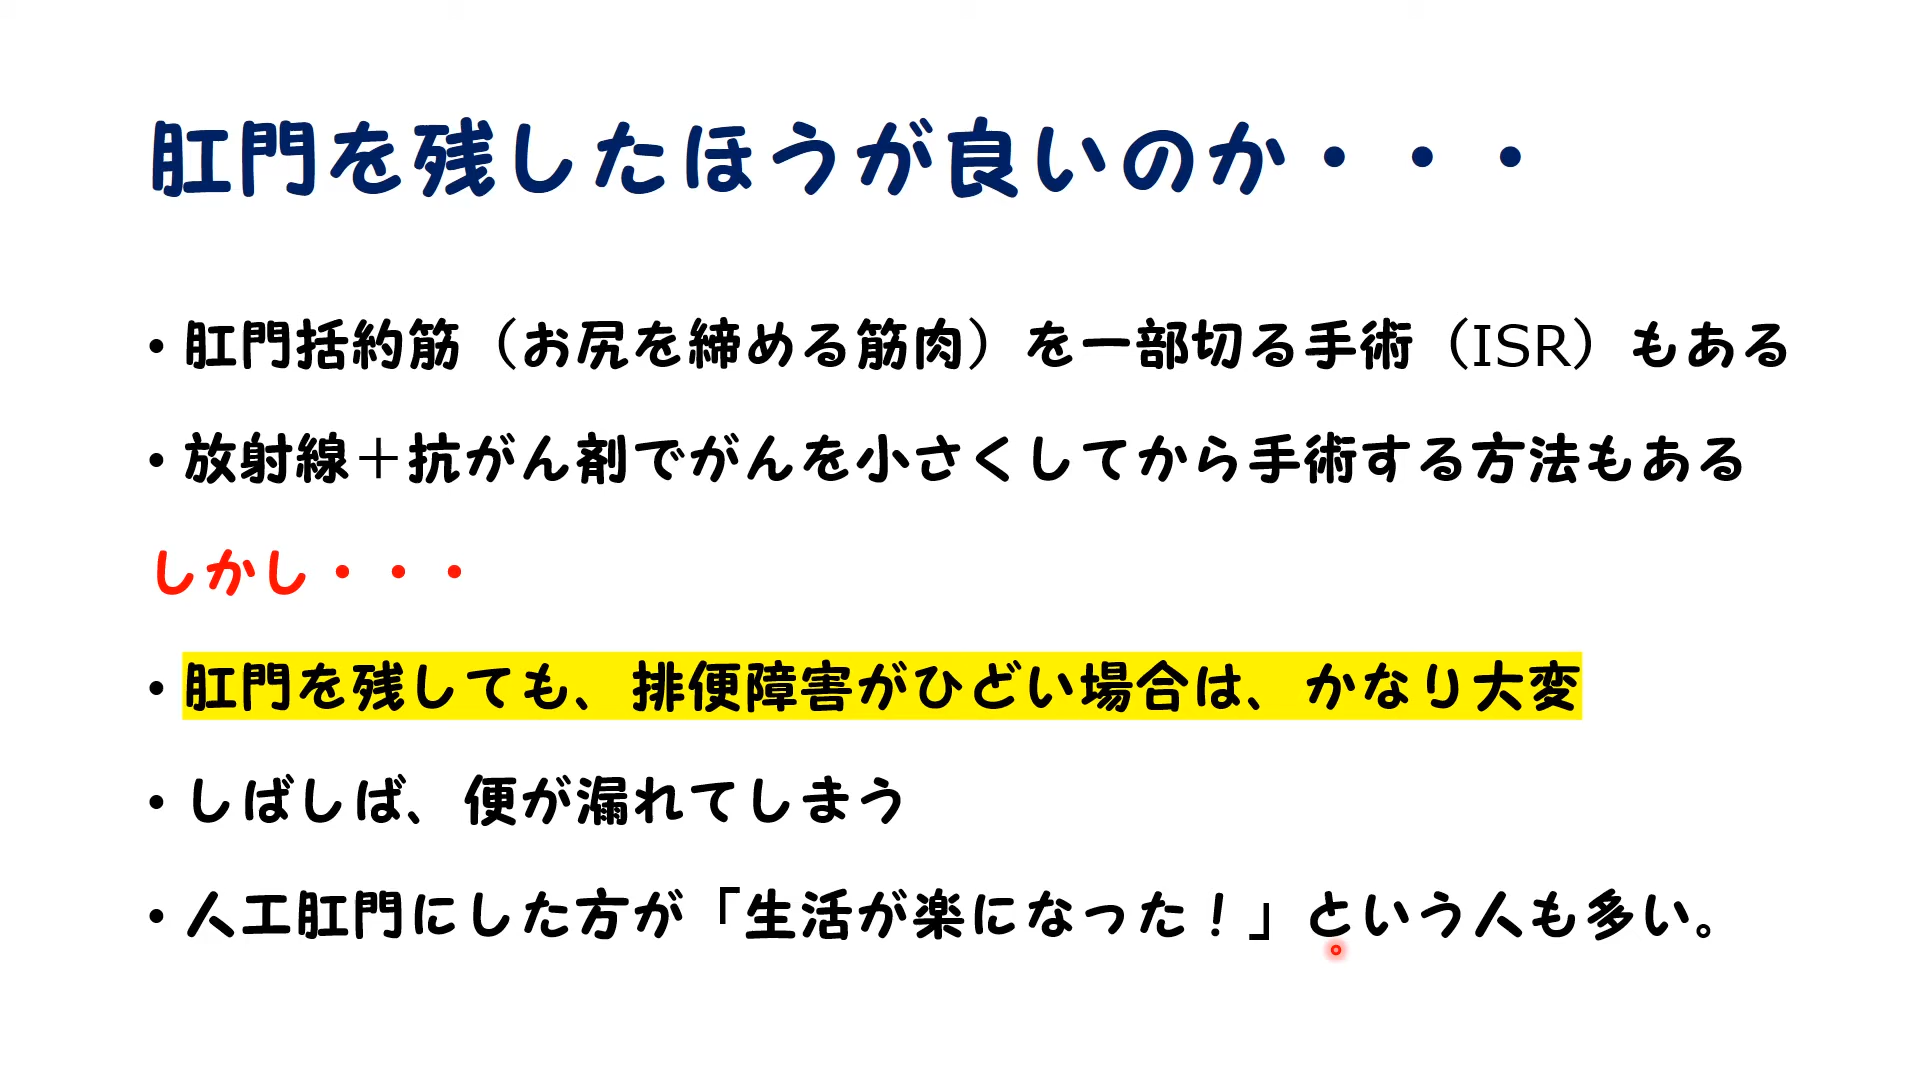 肛門を残したほうが良いのか・・・
・肛門括約筋（お尻を締める筋肉）を一部切る手術（ISR）もある
・放射線＋抗がん剤でがんを小さくしてから手術する方法もある
しかし・・・
・肛門を残しても、排便障害がひどい場合は、かなり大変
・しばしば、便が漏れてしまう
・人工肛門にした方が「生活が楽になった！」という人も多い。